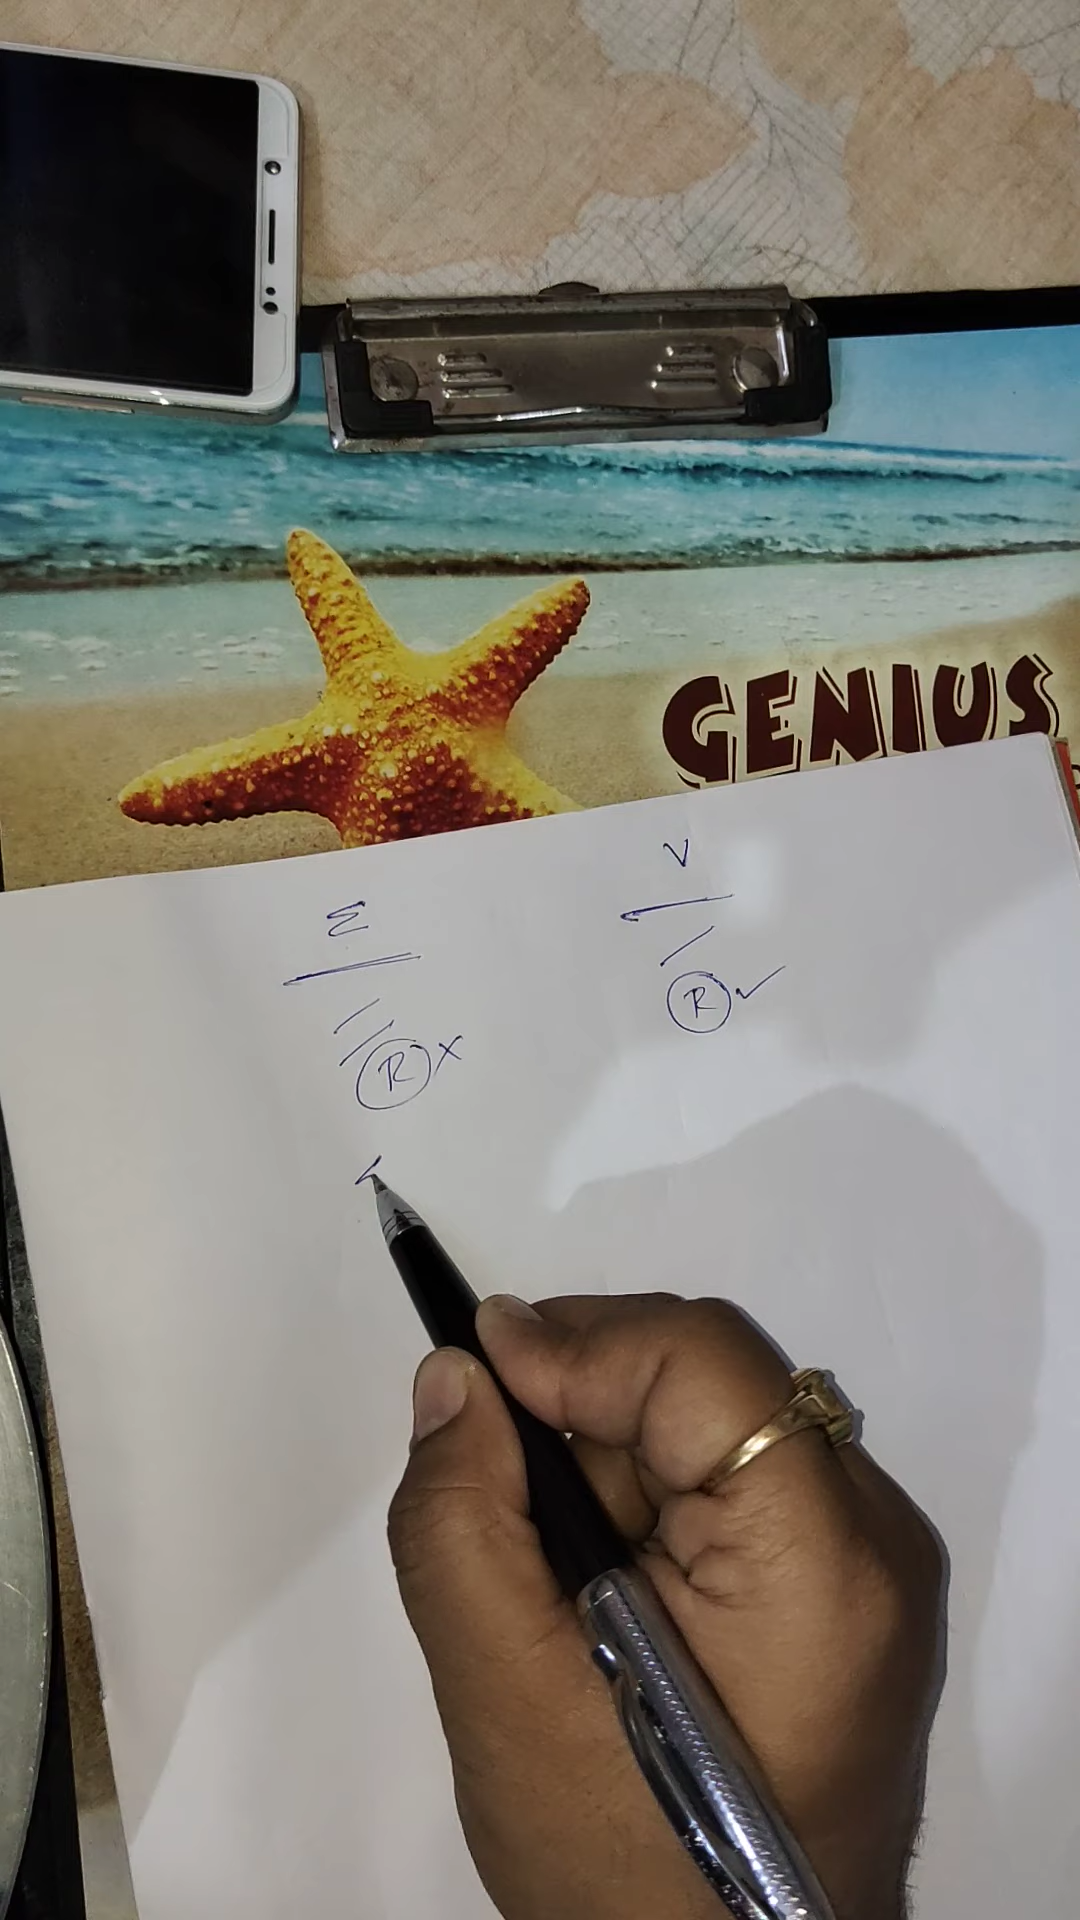 GENIUS
Σ V
R × R ✓